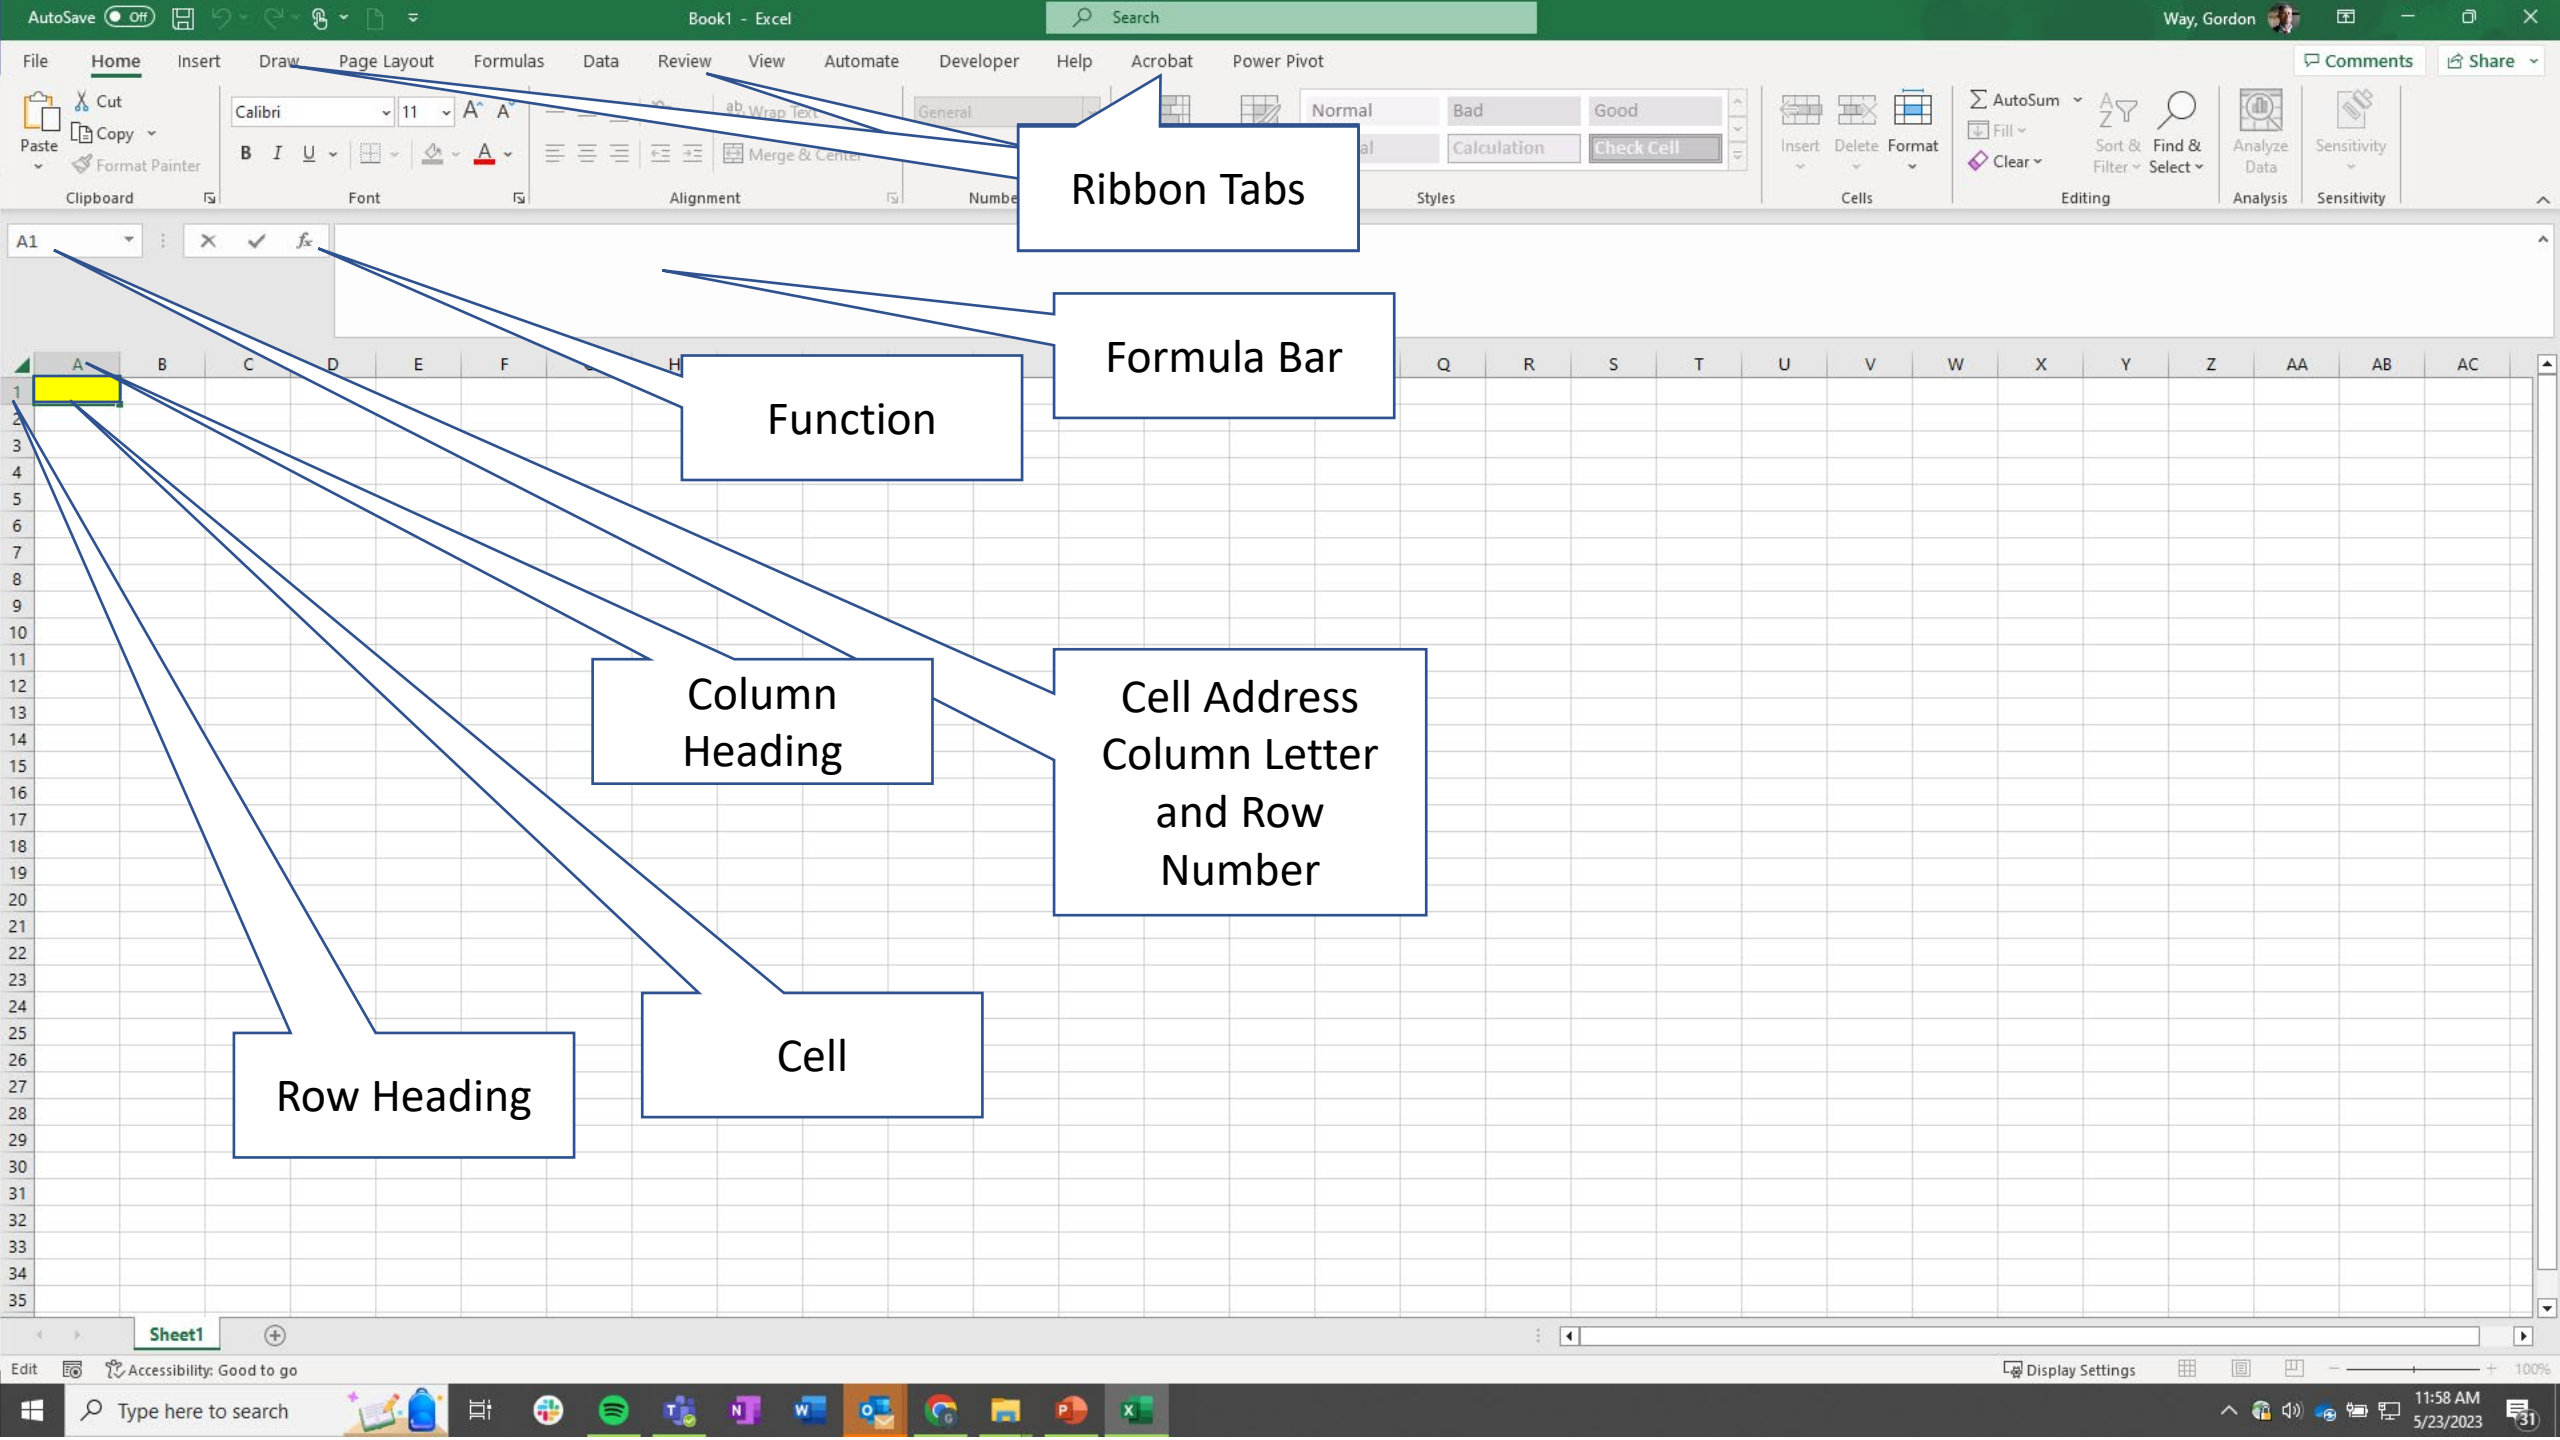 AutoSave Off Book1 - Excel Search Way, Gordon
File Home Insert Draw Page Layout Formulas Data Review View Automate Developer Help Acrobat Power Pivot Comments Share
Cut
Copy
Paste
Format Painter
Clipboard
Calibri 11 A A
B I U A
Font
ab Wrap Text
Merge & Center
Alignment
General
Ribbon Tabs
Normal Bad Good
Calculation Check Cell
Styles
Insert Delete Format
Cells
AutoSum
Fill
Clear
Sort & Filter
Find & Select
Editing
Analyze Data
Analysis
Sensitivity
Sensitivity
A1 fx
Formula Bar
Function
A B C D E F H Q R S T U V W X Y Z AA AB AC
1
2
3
4
5
6
7
8
9
10
11
12
13
14
15
16
17
18
19
20
21
22
23
24
25
26
27
28
29
30
31
32
33
34
35
Column
Heading
Cell Address
Column Letter
and Row
Number
Cell
Row Heading
Sheet1
Edit Accessibility: Good to go Display Settings 100%
Type here to search
11:58 AM
5/23/2023
31